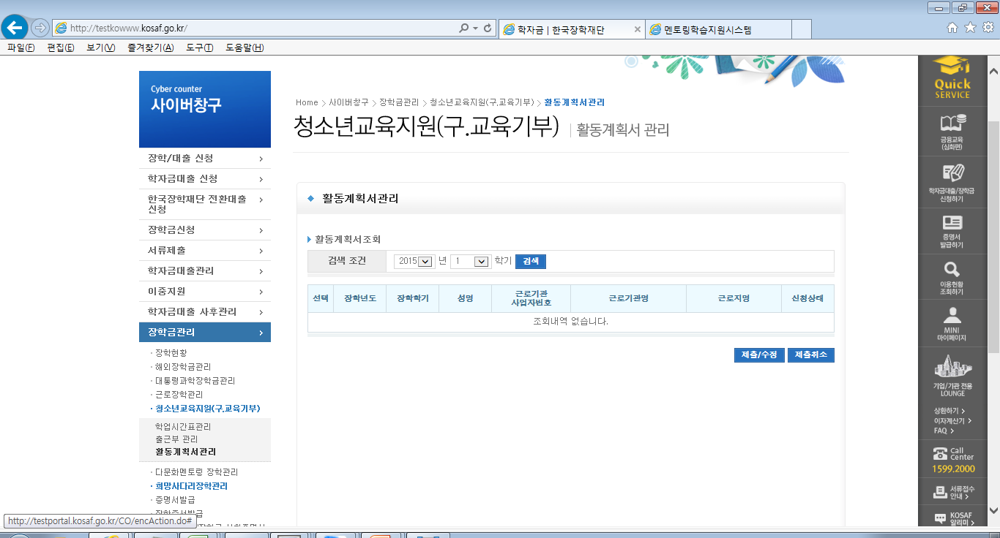 http://testkowww.kosaf.go.kr/
학자금 | 한국장학재단
멘토링학습지원시스템
파일(F) 편집(E) 보기(V) 즐겨찾기(A) 도구(T) 도움말(H)
Cyber counter
사이버창구
장학/대출 신청
학자금대출 신청
한국장학재단 전환대출
신청
장학금신청
서류제출
학자금대출관리
이중지원
학자금대출 사후관리
장학금관리
· 장학현황
· 해외장학금관리
· 대통령과학장학금관리
· 근로장학관리
· 청소년교육지원(구.교육기부)
학업시간표관리
출근부 관리
활동계획서관리
· 다문화멘토링 장학관리
· 희망사다리장학관리
· 증명서발급
http://testportal.kosaf.go.kr/CO/encAction.do#
Home > 사이버창구 > 장학금관리 > 청소년교육지원(구.교육기부) > 활동계획서관리
청소년교육지원(구.교육기부) | 활동계획서 관리
활동계획서관리
활동계획서조회
검색 조건 2015 년 1 학기 검색
선택 장학년도 장학학기 성명 근로기관 사업자번호 근로기관명 근로지명 신청상태
조회내역 없습니다.
제출/수정 제출취소
Quick
SERVICE
금융교육
(심화편)
학자금대출/장학금
신청하기
증명서
발급하기
이용현황
조회하기
MINI
마이페이지
기업/기관 전용
LOUNGE
상환하기 >
이자계산기 >
FAQ >
Call
Center
1599.2000
서류접수
안내 >
KOSAF
알리미 >